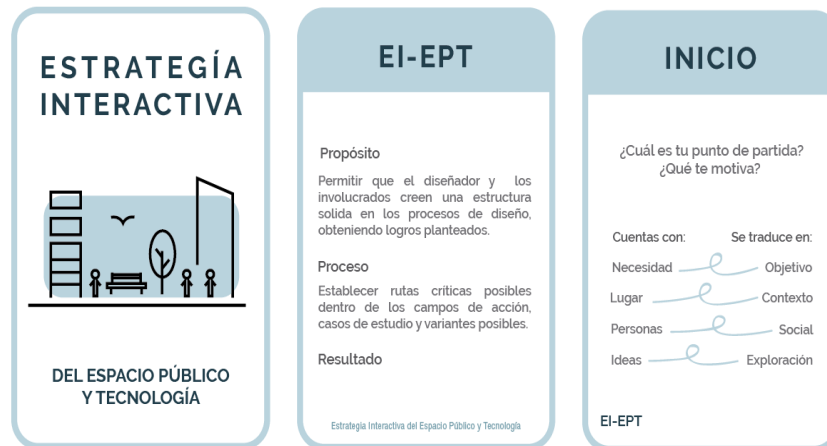 ESTRATEGÍA
INTERACTIVA
DEL ESPACIO PÚBLICO
Y TECNOLOGÍA
EI-EPT
Propósito
Permitir que el diseñador y los
involucrados creen una estructura
solida en los procesos de diseño,
obteniendo logros planteados.
Proceso
Establecer rutas críticas posibles
dentro de los campos de acción,
casos de estudio y variantes posibles.
Resultado
Estrategia Interactiva del Espacio Público y Tecnología
INICIO
¿Cuál es tu punto de partida?
¿Qué te motiva?
Cuentas con: Se traduce en:
Necesidad Objetivo
Lugar Contexto
Personas Social
Ideas Exploración
EI-EPT